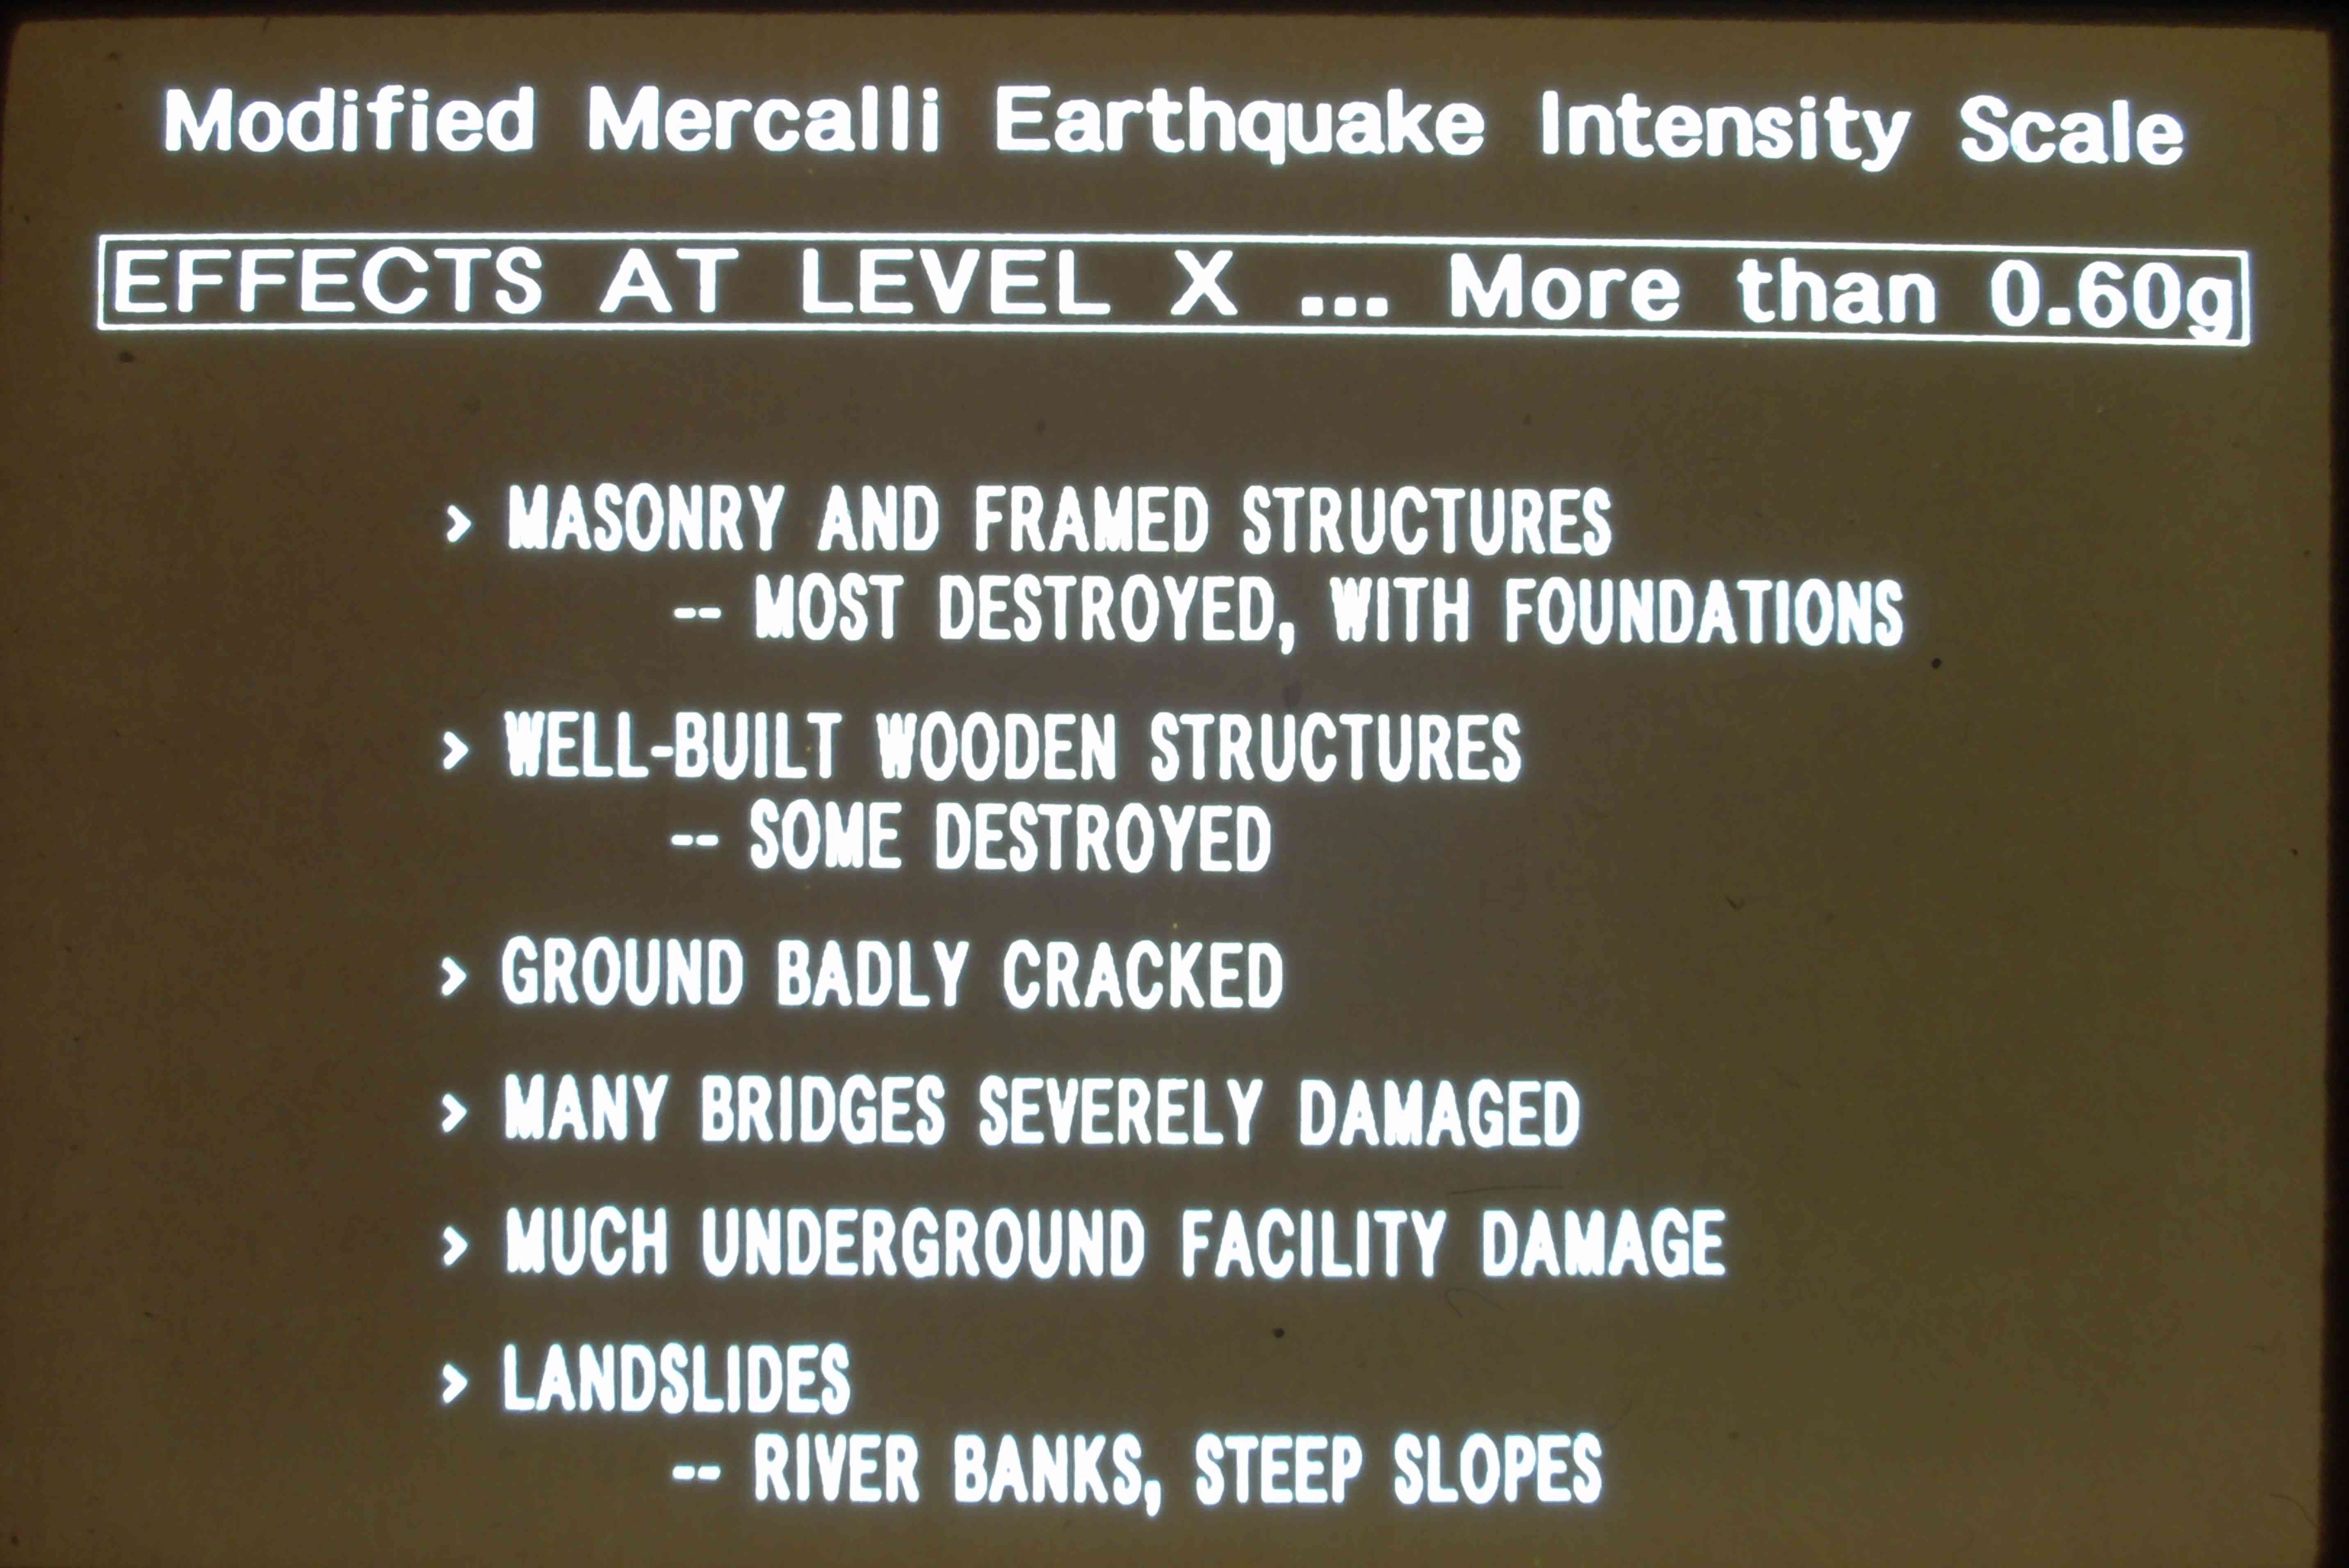 Modified Mercalli Earthquake Intensity Scale
EFFECTS AT LEVEL X ... More than 0.60g
> MASONRY AND FRAMED STRUCTURES
-- MOST DESTROYED, WITH FOUNDATIONS
> WELL-BUILT WOODEN STRUCTURES
-- SOME DESTROYED
> GROUND BADLY CRACKED
> MANY BRIDGES SEVERELY DAMAGED
> MUCH UNDERGROUND FACILITY DAMAGE
> LANDSLIDES
-- RIVER BANKS, STEEP SLOPES